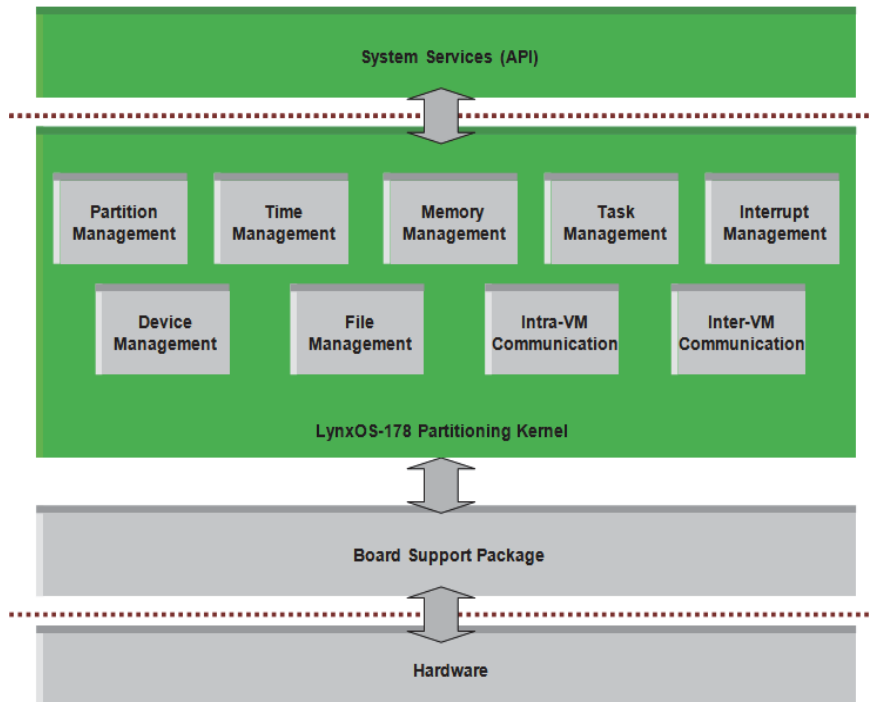 System Services (API)
Partition
Management
Time
Management
Memory
Management
Task
Management
Interrupt
Management
Device
Management
File
Management
Intra-VM
Communication
Inter-VM
Communication
LynxOS-178 Partitioning Kernel
Board Support Package
Hardware